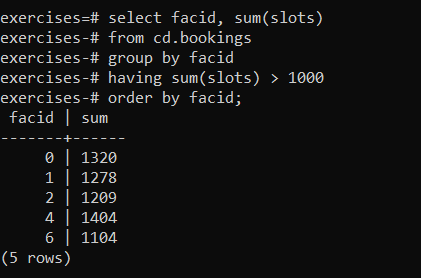 exercises=# select facid, sum(slots)
exercises-# from cd.bookings
exercises-# group by facid
exercises-# having sum(slots) > 1000
exercises-# order by facid;
 facid | sum
-------+------
     0 | 1320
     1 | 1278
     2 | 1209
     4 | 1404
     6 | 1104
(5 rows)